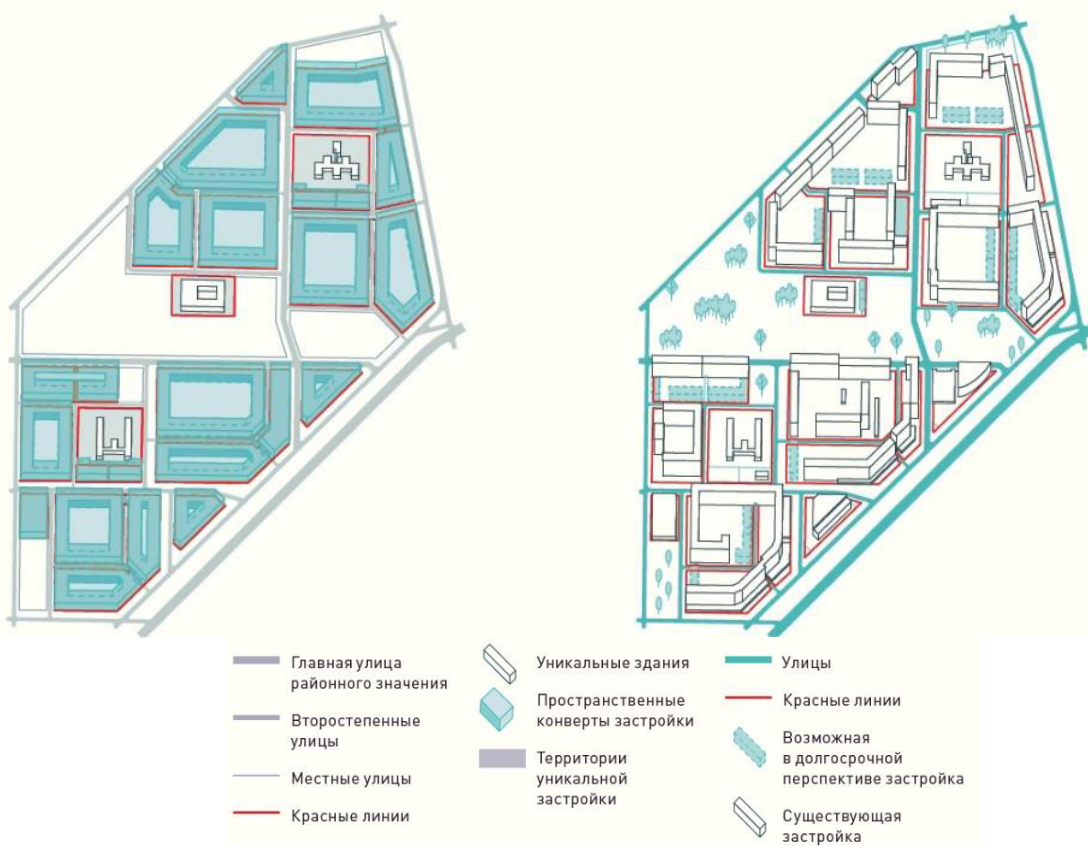 Главная улица
районного значения
Второстепенные
улицы
Местные улицы
Красные линии
Уникальные здания
Пространственные
конверты застройки
Территории
уникальной
застройки
Улицы
Красные линии
Возможная
в долгосрочной
перспективе застройка
Существующая
застройка